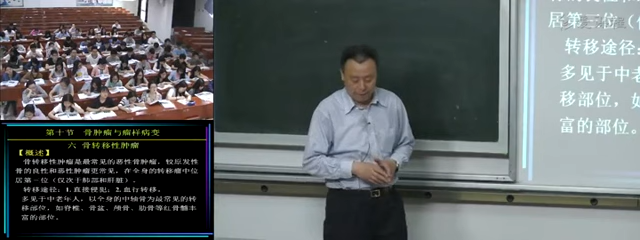 第十节 骨肿瘤与瘤样病变
六 骨转移性肿瘤
【概述】
骨转移性肿瘤是最常见的恶性骨肿瘤，较原发性
骨的良性和恶性肿瘤更常见，在全身的转移瘤中位
居第三位（仅次于肺部和肝脏）。
转移途径：1.直接侵犯；2.血行转移。
多见于中老年人，以全身的中轴骨为最常见的转
移部位，如脊椎、骨盆、颅骨、肋骨等红骨髓丰
富的部位。
居第三位（
转移途径：
多见于中老
移部位，如
富的部位。